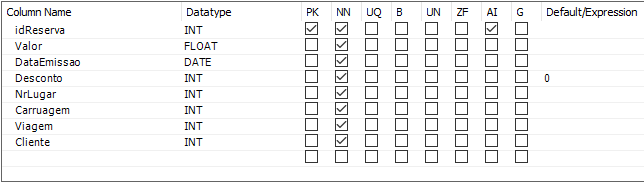 Column Name Datatype PK NN UQ B UN ZF AI G Default/Expression
idReserva INT
Valor FLOAT
DataEmissao DATE
Desconto INT 0
NrLugar INT
Carruagem INT
Viagem INT
Cliente INT